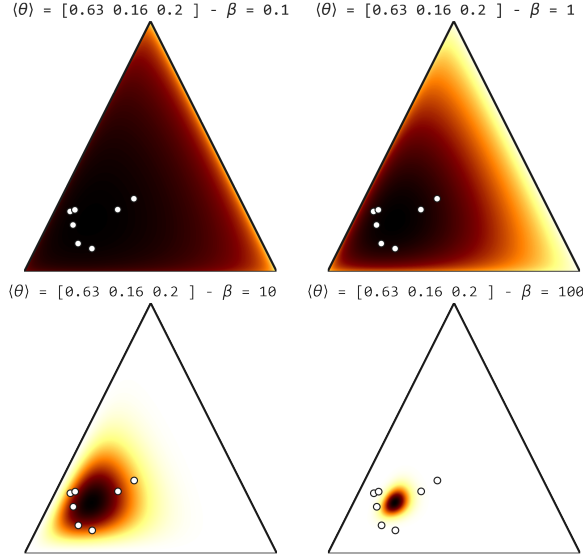 ⟨θ⟩ = [0.63 0.16 0.2 ] - β = 0.1
⟨θ⟩ = [0.63 0.16 0.2 ] - β = 1
⟨θ⟩ = [0.63 0.16 0.2 ] - β = 10
⟨θ⟩ = [0.63 0.16 0.2 ] - β = 100